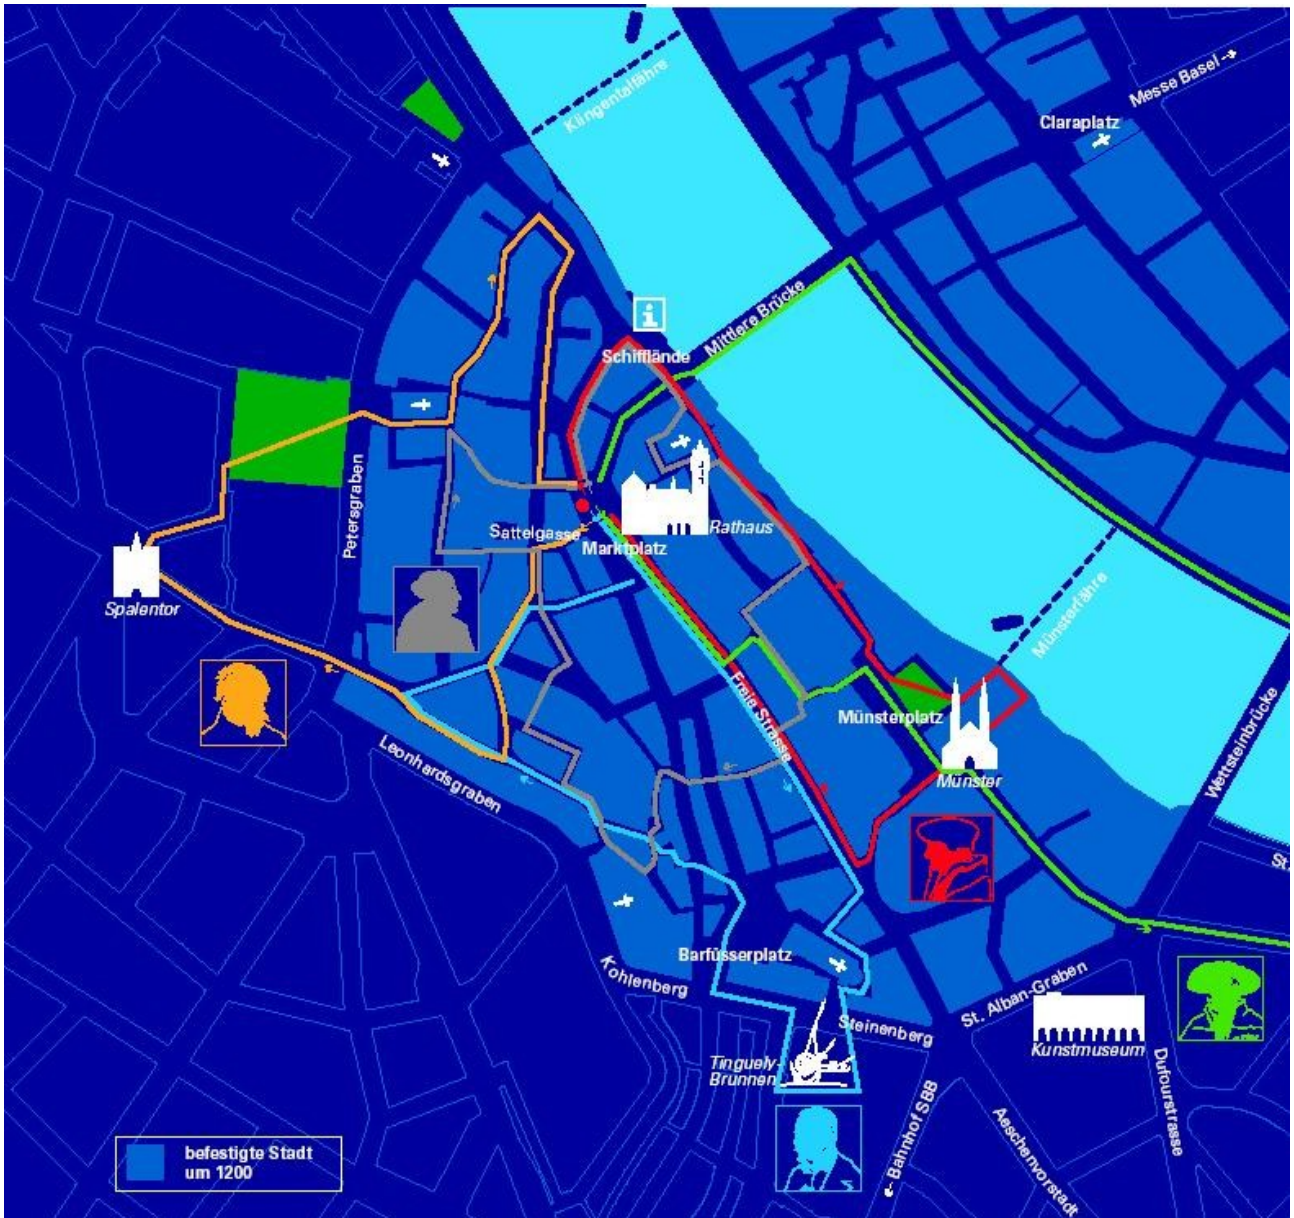 Klingentalfähre
Messe Basel
Claraplatz
i
Mittlere Brücke
Schifflände
Petersgraben
Sattelgasse
Rathaus
Marktplatz
Spalentor
Münsterfähre
Freie Strasse
Münsterplatz
Wettsteinbrücke
Münster
Leonhardsgraben
St.
Barfüsserplatz
Kohlenberg
St. Alban-Graben
Steinenberg
Kunstmuseum
Tinguely-
Brunnen
Dufourstrasse
Bahnhof SBB
Aeschenvorstadt
befestigte Stadt
um 1200